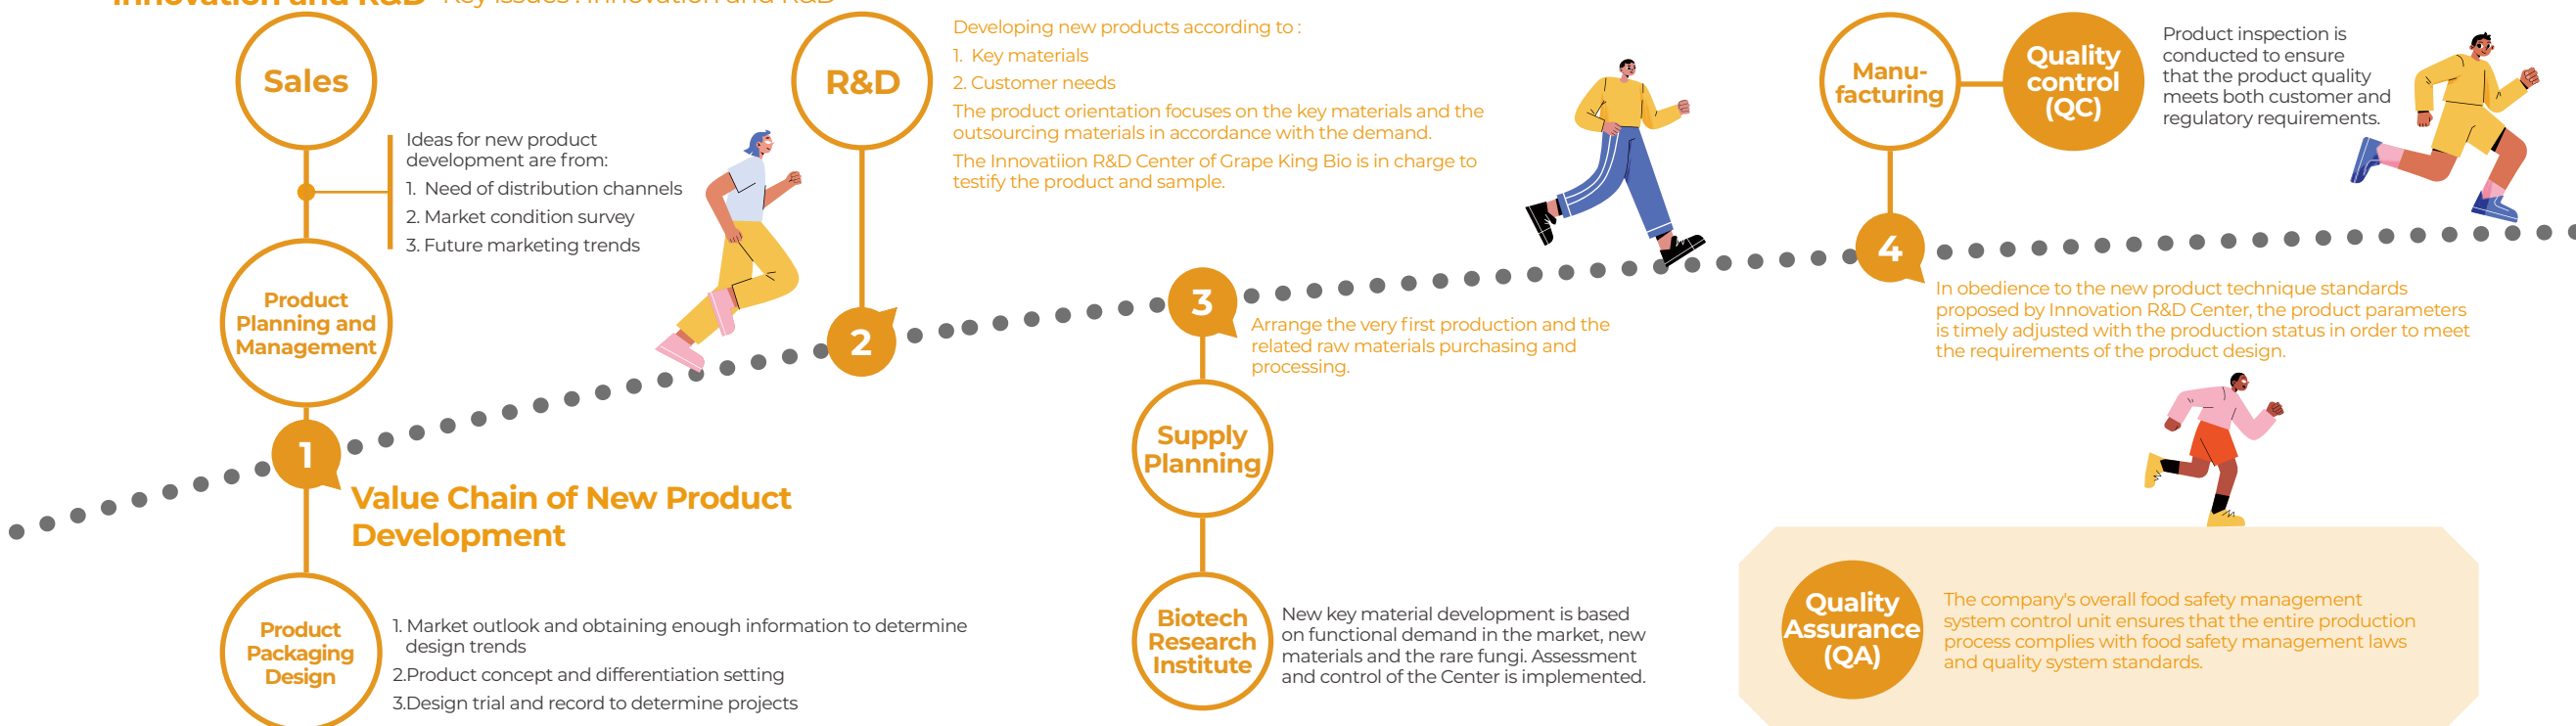 Innovation and R&D Key Issues : Innovation and R&D
Sales
Ideas for new product
development are from:
1. Need of distribution channels
2. Market condition survey
3. Future marketing trends
Product
Planning and
Management
1
Value Chain of New Product
Development
Product
Packaging
Design
1. Market outlook and obtaining enough information to determine
design trends
2.Product concept and differentiation setting
3.Design trial and record to determine projects
R&D
Developing new products according to :
1. Key materials
2. Customer needs
The product orientation focuses on the key materials and the
outsourcing materials in accordance with the demand.
The Innovatiion R&D Center of Grape King Bio is in charge to
testify the product and sample.
2
3
Arrange the very first production and the
related raw materials purchasing and
processing.
Supply
Planning
Biotech
Research
Institute
New key material development is based
on functional demand in the market, new
materials and the rare fungi. Assessment
and control of the Center is implemented.
Manu-
facturing
Quality
control
(QC)
Product inspection is
conducted to ensure
that the product quality
meets both customer and
regulatory requirements.
4
In obedience to the new product technique standards
proposed by Innovation R&D Center, the product parameters
is timely adjusted with the production status in order to meet
the requirements of the product design.
Quality
Assurance
(QA)
The company's overall food safety management
system control unit ensures that the entire production
process complies with food safety management laws
and quality system standards.